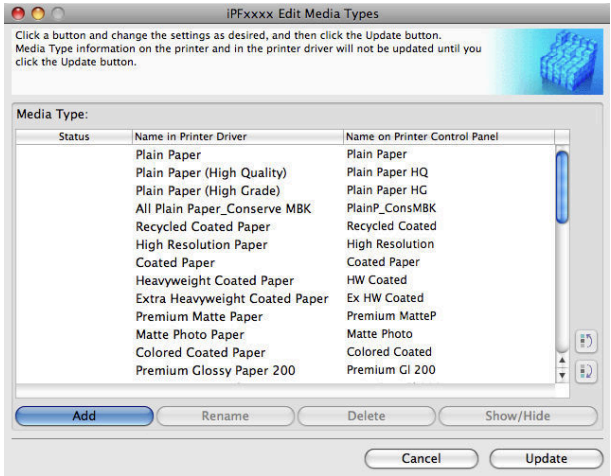 iPFxxxx Edit Media Types
Click a button and change the settings as desired, and then click the Update button.
Media Type information on the printer and in the printer driver will not be updated until you
click the Update button.
Media Type:
Status Name in Printer Driver Name on Printer Control Panel
Plain Paper Plain Paper
Plain Paper (High Quality) Plain Paper HQ
Plain Paper (High Grade) Plain Paper HG
All Plain Paper_Conserve MBK PlainP_ConsMBK
Recycled Coated Paper Recycled Coated
High Resolution Paper High Resolution
Coated Paper Coated Paper
Heavyweight Coated Paper HW Coated
Extra Heavyweight Coated Paper Ex HW Coated
Premium Matte Paper Premium MatteP
Matte Photo Paper Matte Photo
Colored Coated Paper Colored Coated
Premium Glossy Paper 200 Premium Gl 200
Add Rename Delete Show/Hide
Cancel Update